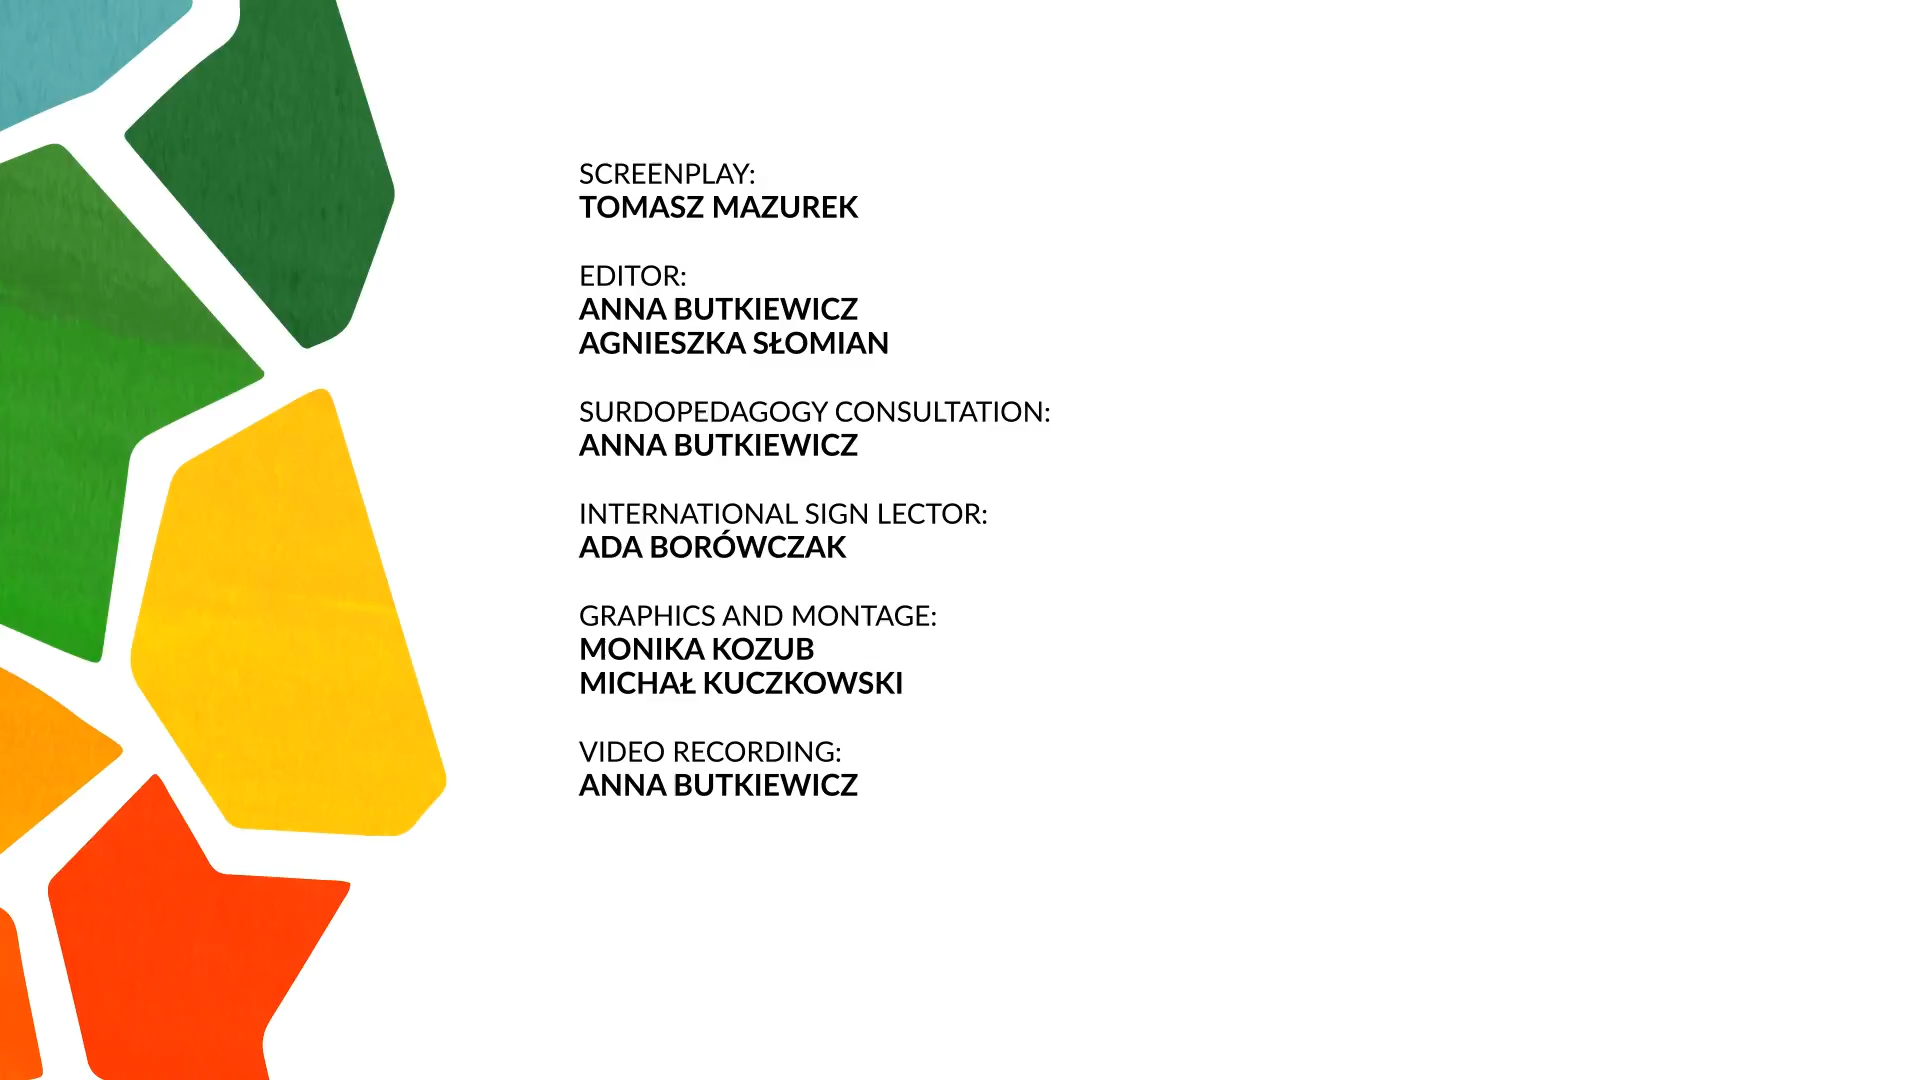 SCREENPLAY:
TOMASZ MAZUREK
EDITOR:
ANNA BUTKIEWICZ
AGNIESZKA SŁOMIAN
SURDOPEDAGOGY CONSULTATION:
ANNA BUTKIEWICZ
INTERNATIONAL SIGN LECTOR:
ADA BORÓWCZAK
GRAPHICS AND MONTAGE:
MONIKA KOZUB
MICHAŁ KUCZKOWSKI
VIDEO RECORDING:
ANNA BUTKIEWICZ